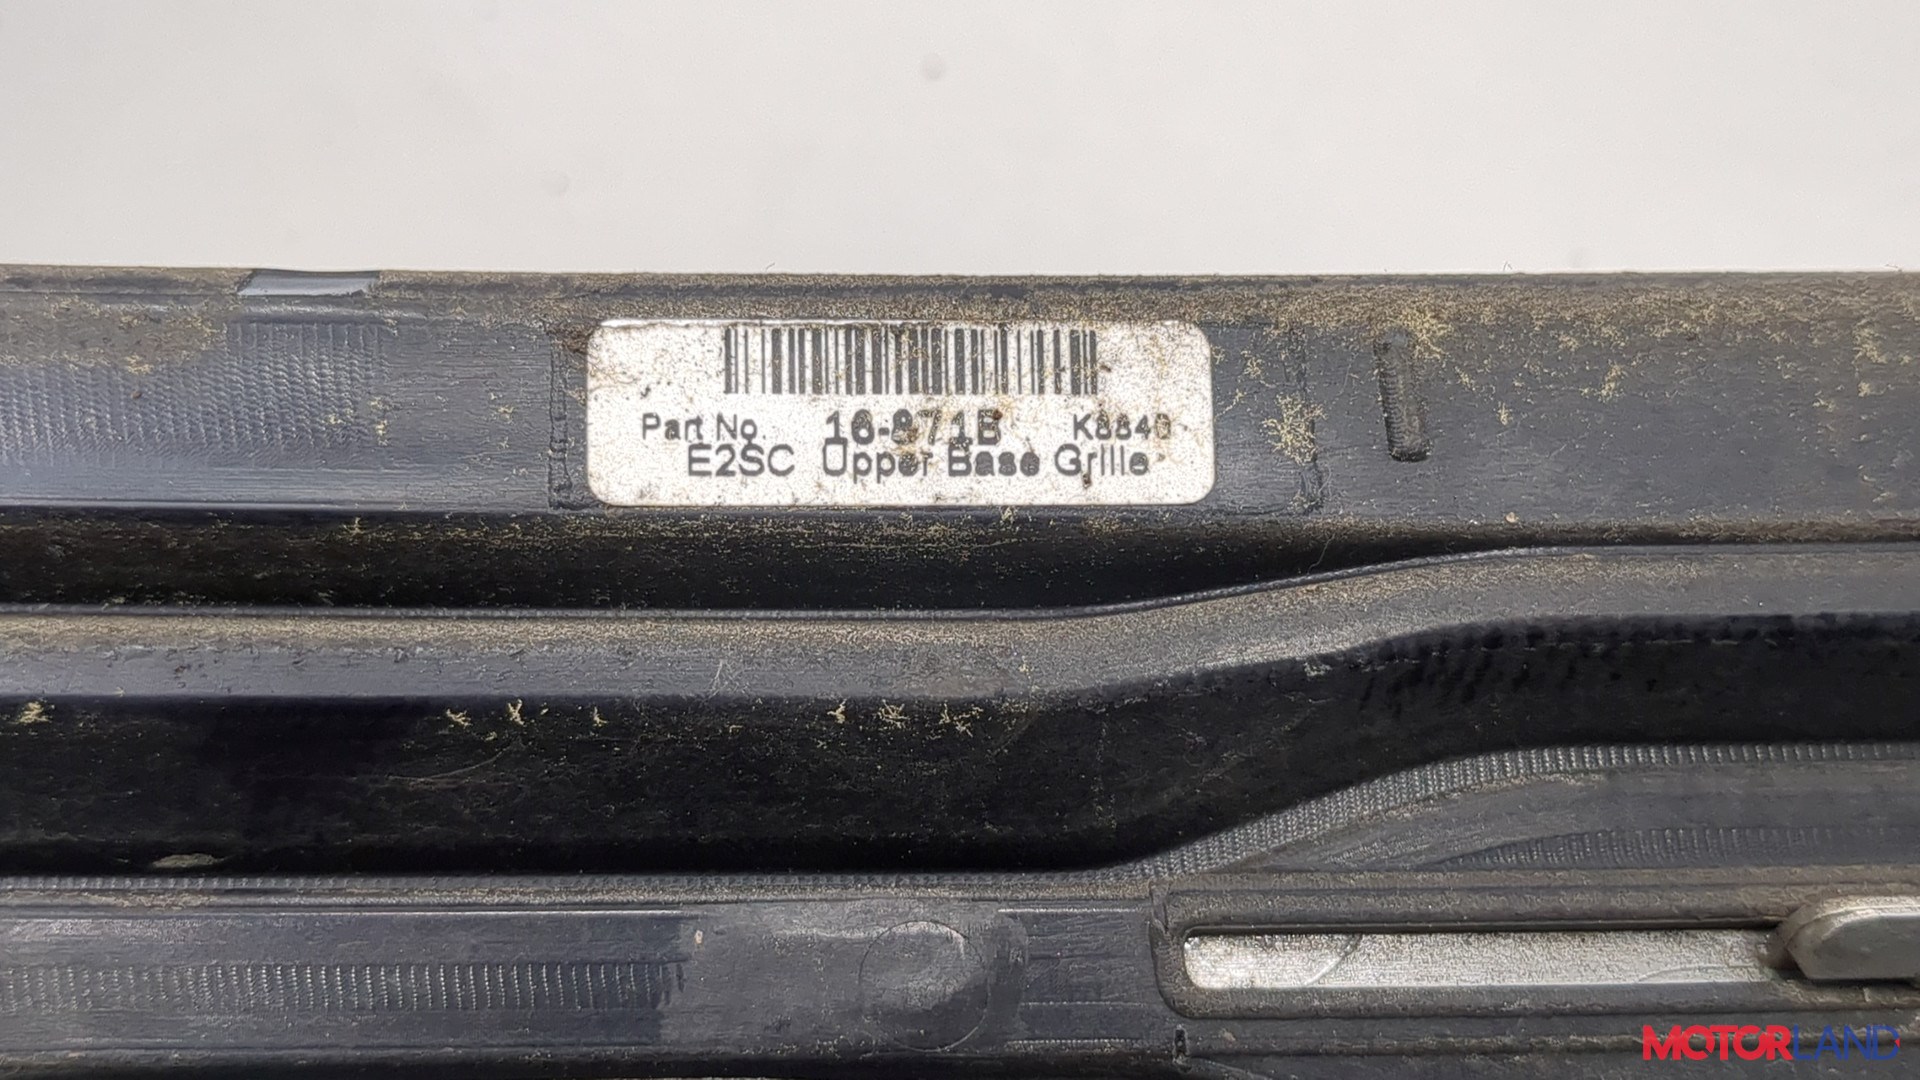 Part No. 16-871B K8840
E2SC Upper Base Grille
MOTORLAND